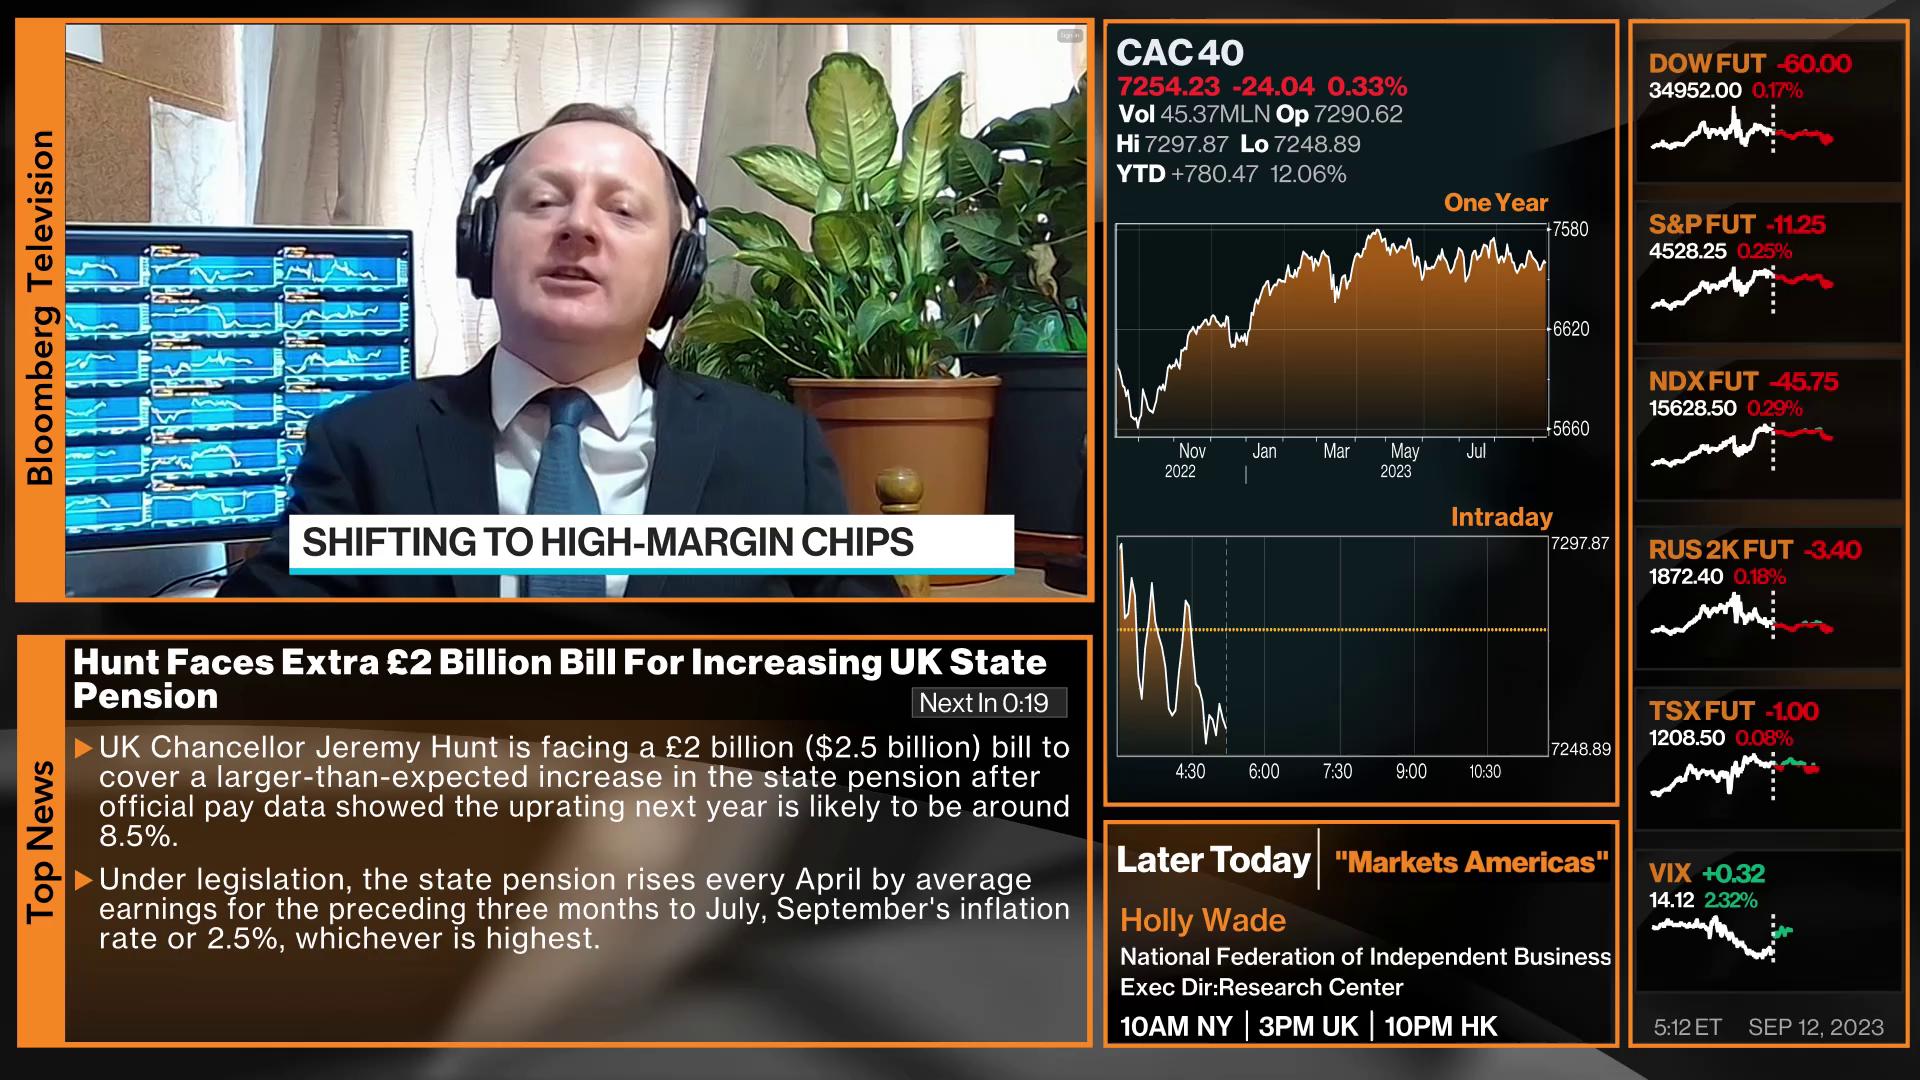 Bloomberg Television
Sign in
SHIFTING TO HIGH-MARGIN CHIPS
Top News
Hunt Faces Extra £2 Billion Bill For Increasing UK State
Pension
Next In 0:19
UK Chancellor Jeremy Hunt is facing a £2 billion ($2.5 billion) bill to
cover a larger-than-expected increase in the state pension after
official pay data showed the uprating next year is likely to be around
8.5%.
Under legislation, the state pension rises every April by average
earnings for the preceding three months to July, September's inflation
rate or 2.5%, whichever is highest.
CAC 40
7254.23 -24.04 0.33%
Vol 45.37MLN Op 7290.62
Hi 7297.87 Lo 7248.89
YTD +780.47 12.06%
One Year
7580
6620
5660
Nov Jan Mar May Jul
2022 | 2023
Intraday
7297.87
7248.89
4:30 6:00 7:30 9:00 10:30
Later Today "Markets Americas"
Holly Wade
National Federation of Independent Business
Exec Dir:Research Center
10AM NY | 3PM UK | 10PM HK
DOW FUT -60.00
34952.00 0.17%
S&P FUT -11.25
4528.25 0.25%
NDX FUT -45.75
15628.50 0.29%
RUS 2K FUT -3.40
1872.40 0.18%
TSX FUT -1.00
1208.50 0.08%
VIX +0.32
14.12 2.32%
5:12 ET SEP 12, 2023